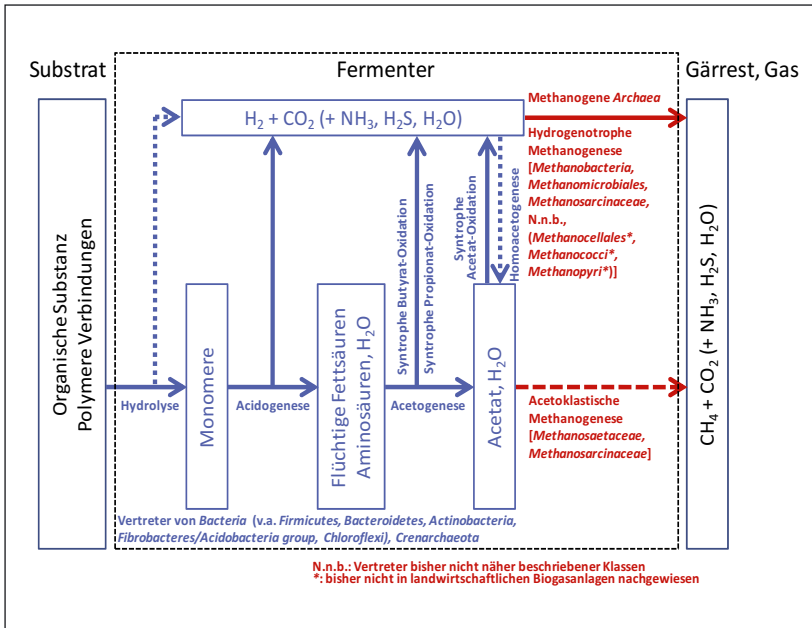 Substrat
Fermenter
Gärrest, Gas
Organische Substanz
Polymere Verbindungen
H₂ + CO₂ (+ NH₃, H₂S, H₂O)
Methanogene Archaea
Hydrogenotrophe
Methanogenese
[Methanobacteria,
Methanomicrobiales,
Methanosarcinaceae,
N.n.b.,
(Methanocellales*,
Methanococci*,
Methanopyri*)]
Syntrophe Butyrat-Oxidation
Syntrophe Propionat-Oxidation
Syntrophe
Acetat-Oxidation
Homoacetogenese
Hydrolyse
Monomere
Acidogenese
Flüchtige Fettsäuren
Aminosäuren, H₂O
Acetogenese
Acetat, H₂O
Acetoklastische
Methanogenese
[Methanosaetaceae,
Methanosarcinaceae]
CH₄ + CO₂ (+ NH₃, H₂S, H₂O)
Vertreter von Bacteria (v.a. Firmicutes, Bacteroidetes, Actinobacteria,
Fibrobacteres/Acidobacteria group, Chloroflexi), Crenarchaeota
N.n.b.: Vertreter bisher nicht näher beschriebener Klassen
*: bisher nicht in landwirtschaftlichen Biogasanlagen nachgewiesen